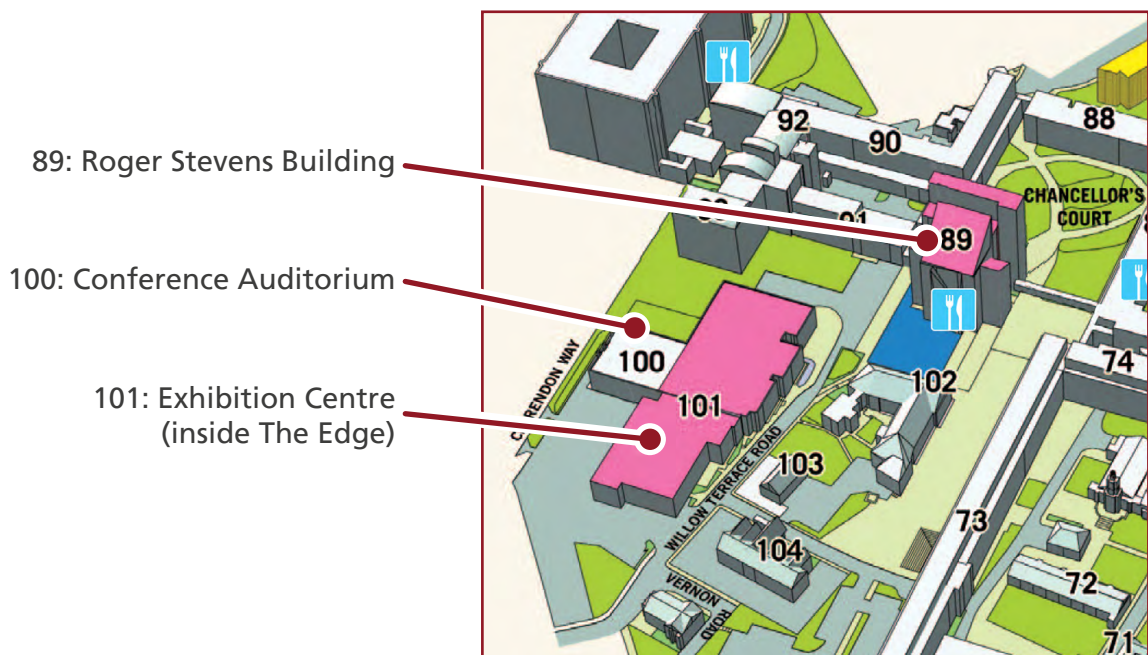 89: Roger Stevens Building
100: Conference Auditorium
101: Exhibition Centre
(inside The Edge)
92
90
88
CHANCELLOR'S
COURT
91
89
100
CLARENDON WAY
101
102
74
WILLOW TERRACE ROAD
103
104
73
72
VERNON
ROAD
71